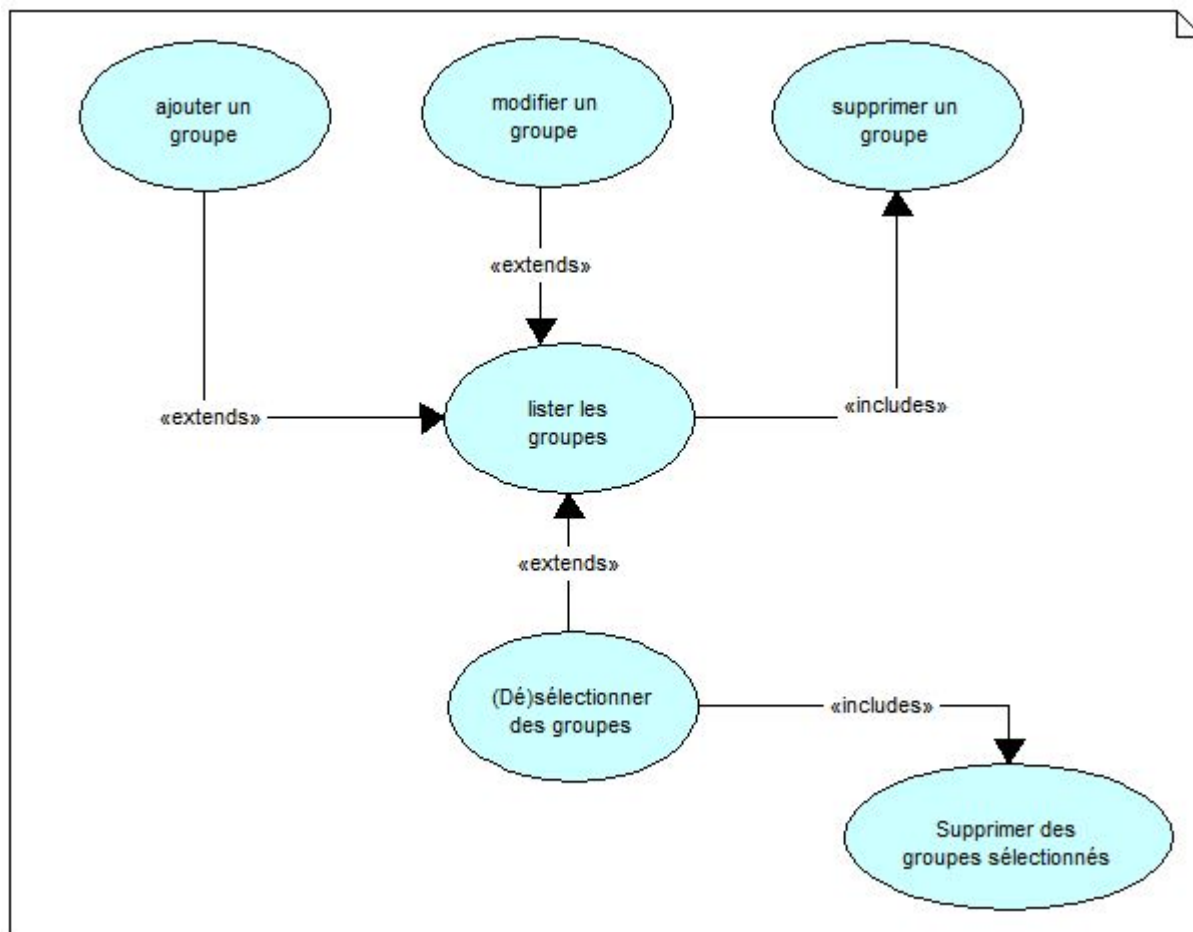 ajouter un
groupe
modifier un
groupe
supprimer un
groupe
«extends»
«extends»
«includes»
lister les
groupes
«extends»
(Dé)sélectionner
des groupes
«includes»
Supprimer des
groupes sélectionnés